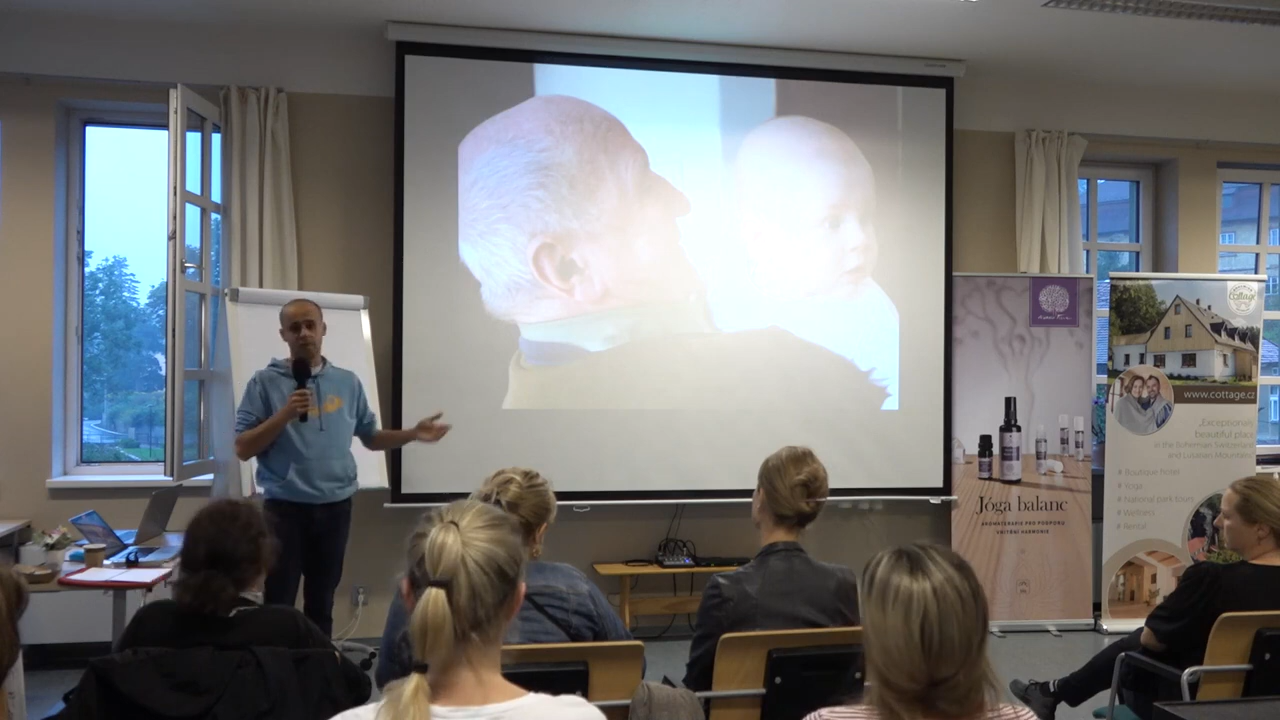 Jóga balanc
AROMATERAPIE PRO PODPORU
VNITŘNÍ HARMONIE
cottage
www.cottage.cz
„Exceptionally
beautiful place
in the Bohemian Switzerland
and Lusatian Mountains"
# Boutique hotel
# Yoga
# National park tours
# Wellness
# Rental